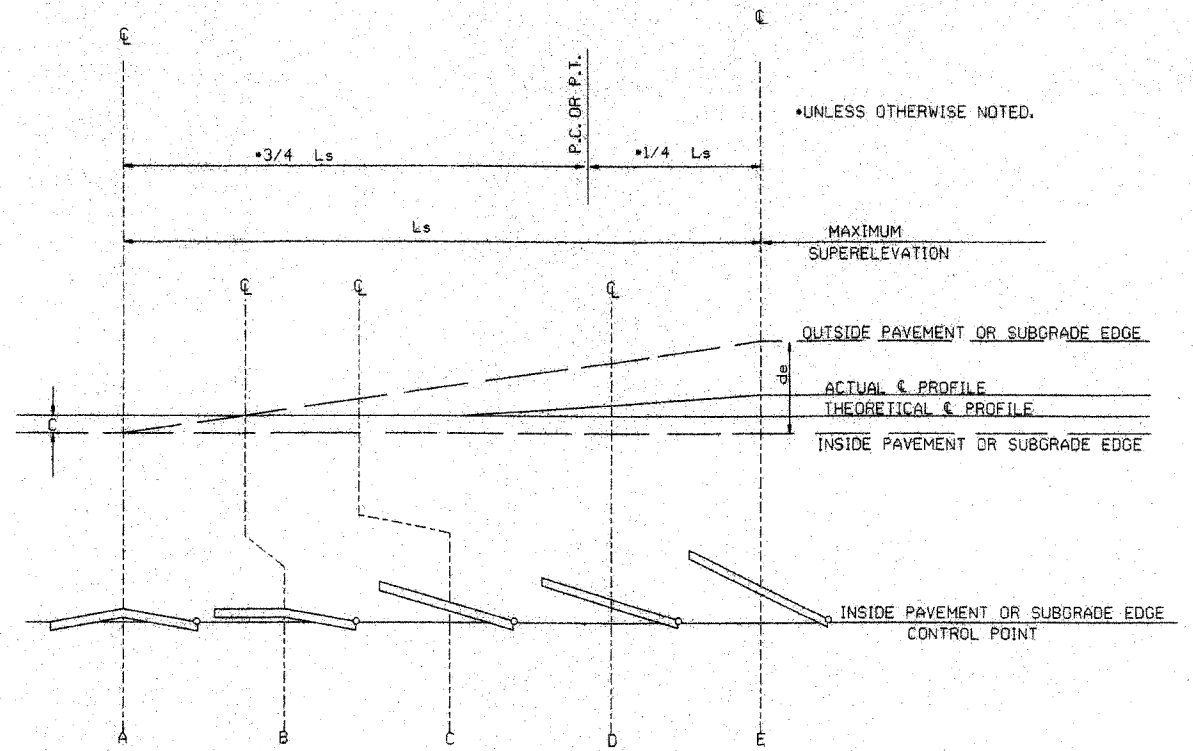 ℄
℄
P.C. OR P.T.
*UNLESS OTHERWISE NOTED.
*3/4 Ls
*1/4 Ls
Ls
MAXIMUM
SUPERELEVATION
℄
℄
℄
OUTSIDE PAVEMENT OR SUBGRADE EDGE
de
ACTUAL ℄ PROFILE
THEORETICAL ℄ PROFILE
C
INSIDE PAVEMENT OR SUBGRADE EDGE
INSIDE PAVEMENT OR SUBGRADE EDGE
CONTROL POINT
A
B
C
D
E